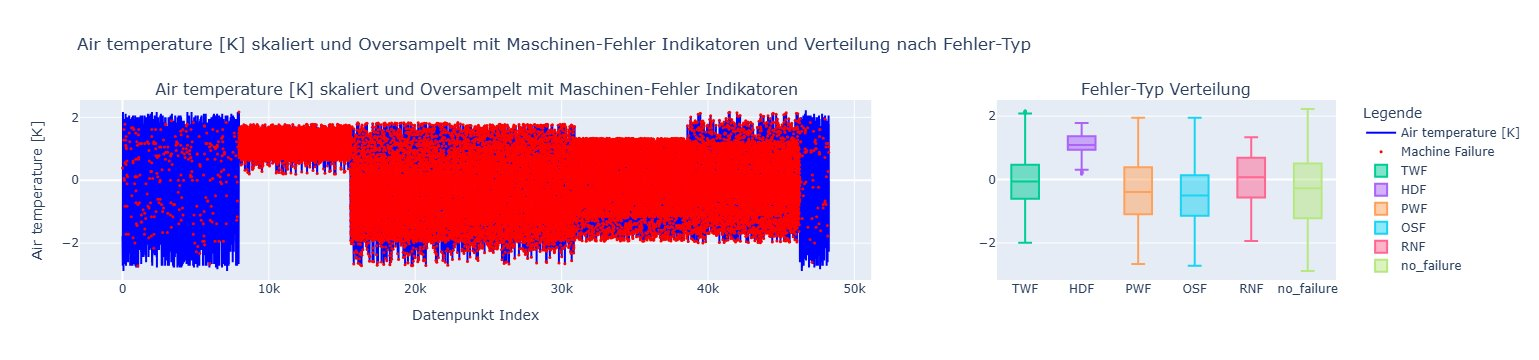 Air temperature [K] skaliert und Oversampelt mit Maschinen-Fehler Indikatoren und Verteilung nach Fehler-Typ
Air temperature [K] skaliert und Oversampelt mit Maschinen-Fehler Indikatoren
Air temperature [K]
2
0
−2
0
10k
20k
30k
40k
50k
Datenpunkt Index
Fehler-Typ Verteilung
2
0
−2
TWF
HDF
PWF
OSF
RNF
no_failure
Legende
Air temperature [K]
Machine Failure
TWF
HDF
PWF
OSF
RNF
no_failure